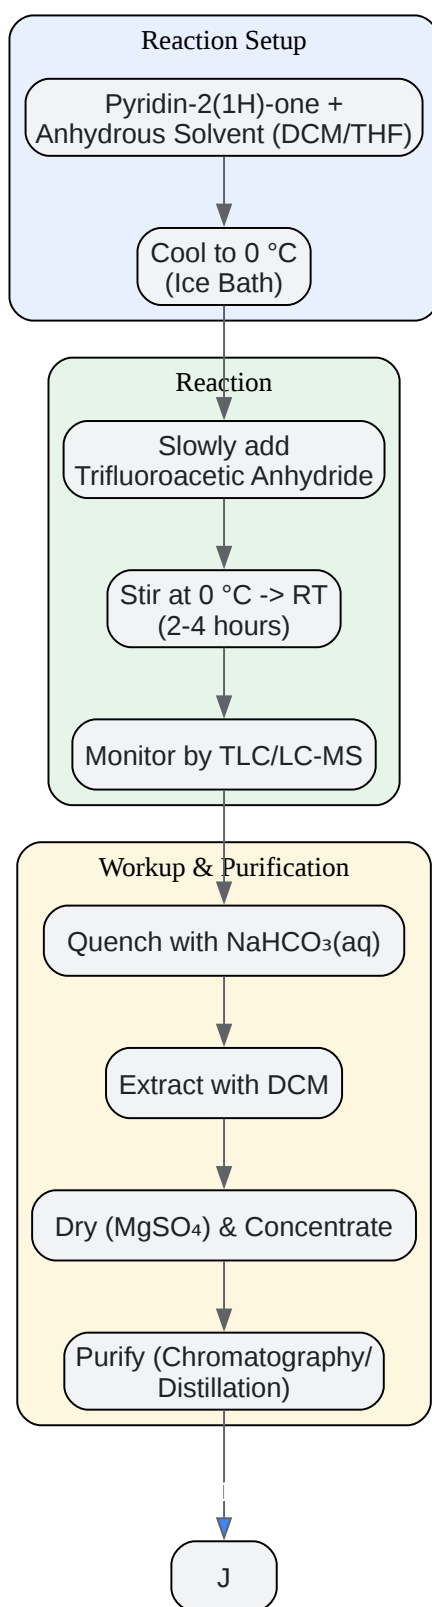 Reaction Setup
Pyridin-2(1H)-one +
Anhydrous Solvent (DCM/THF)
Cool to 0 °C
(Ice Bath)
Reaction
Slowly add
Trifluoroacetic Anhydride
Stir at 0 °C -> RT
(2-4 hours)
Monitor by TLC/LC-MS
Workup & Purification
Quench with NaHCO₃(aq)
Extract with DCM
Dry (MgSO₄) & Concentrate
Purify (Chromatography/
Distillation)
J